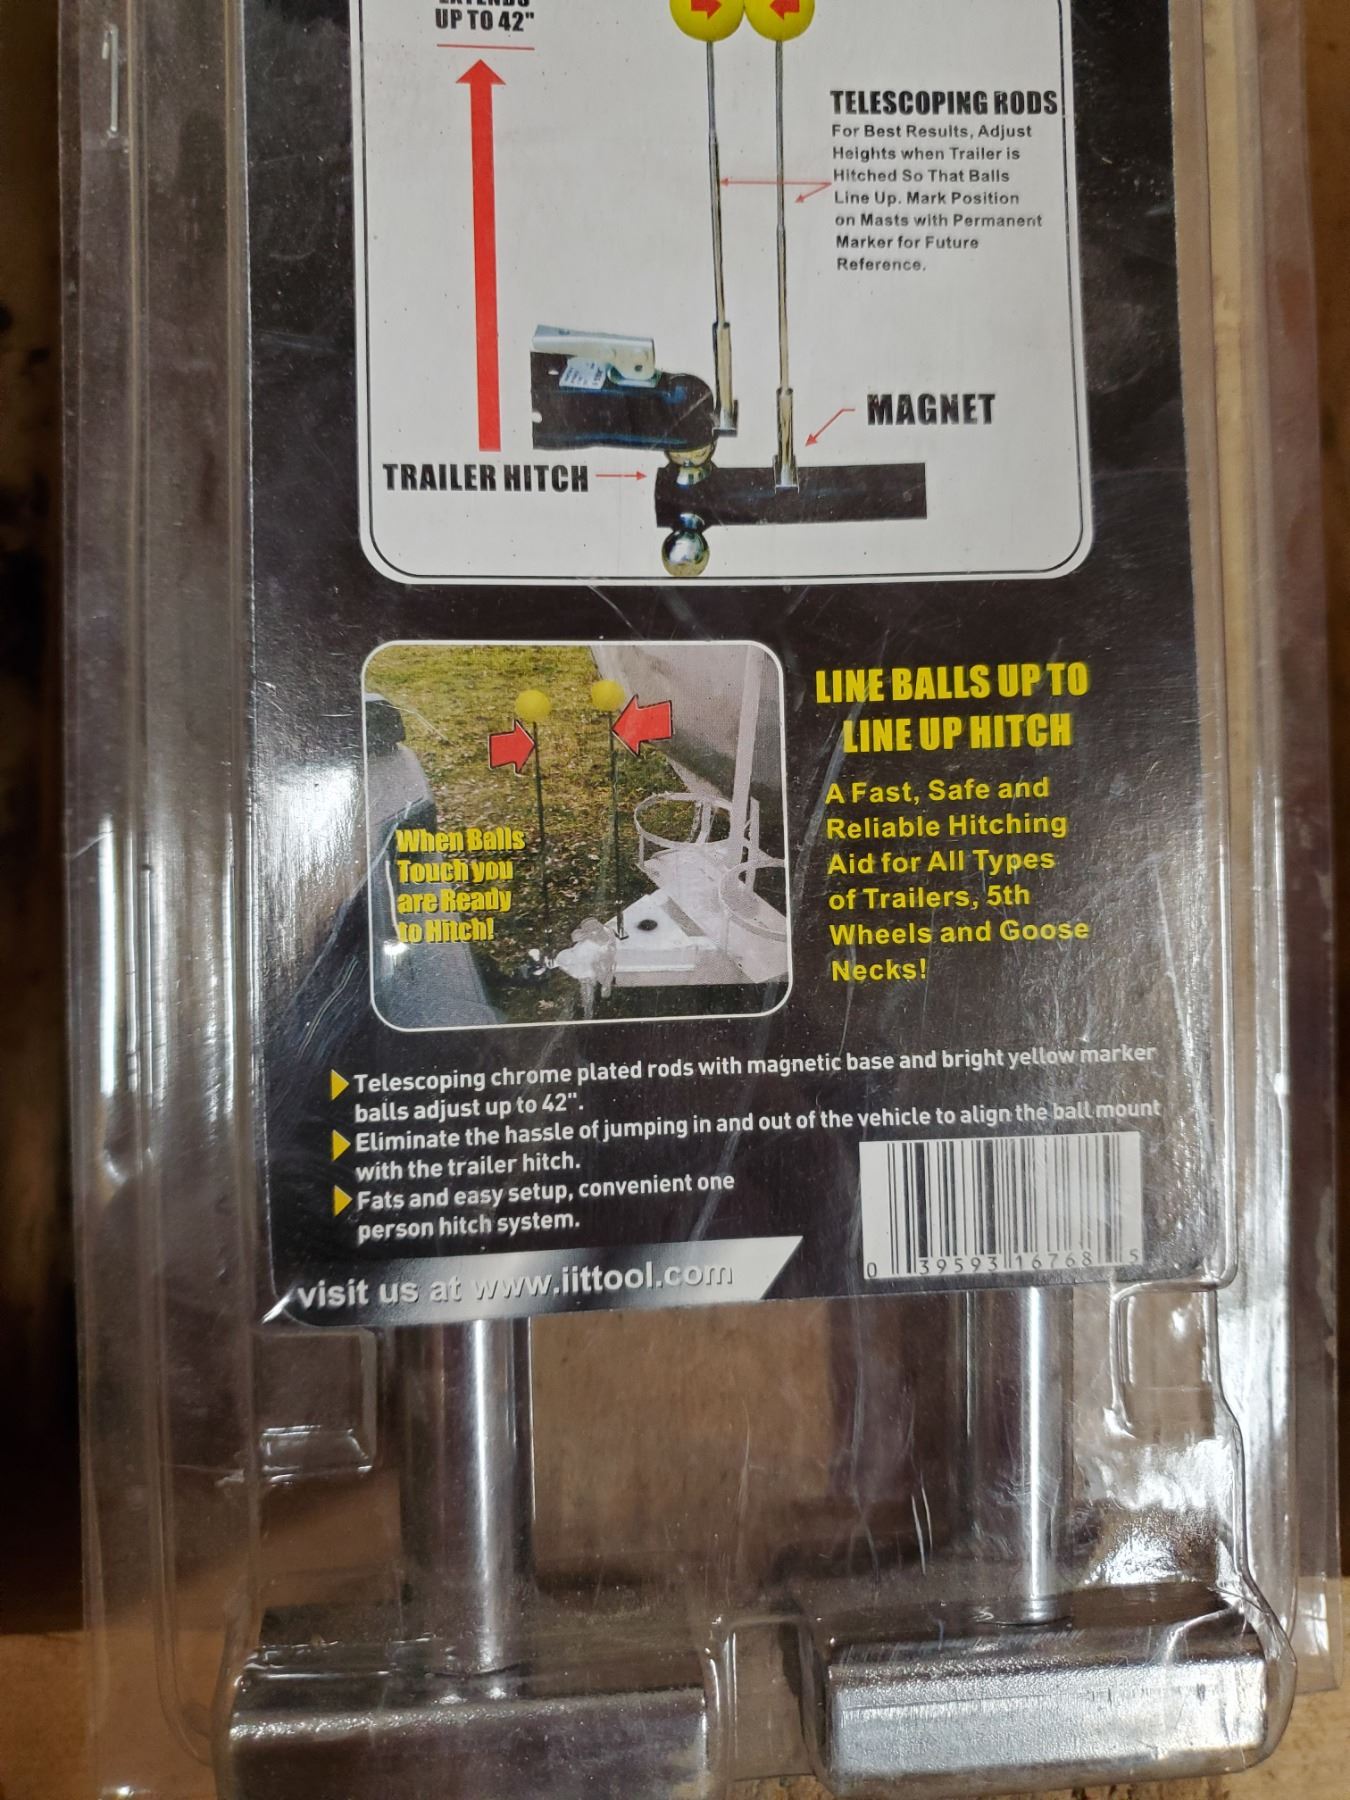 UP TO 42"
TELESCOPING RODS
For Best Results, Adjust
Heights when Trailer is
Hitched So That Balls
Line Up. Mark Position
on Masts with Permanent
Marker for Future
Reference.
MAGNET
TRAILER HITCH
LINE BALLS UP TO
LINE UP HITCH
A Fast, Safe and
Reliable Hitching
Aid for All Types
of Trailers, 5th
Wheels and Goose
Necks!
When Balls
Touch you
are Ready
to Hitch!
Telescoping chrome plated rods with magnetic base and bright yellow marker
balls adjust up to 42".
Eliminate the hassle of jumping in and out of the vehicle to align the ball mount
with the trailer hitch.
Fats and easy setup, convenient one
person hitch system.
visit us at www.iittool.com
0 39593 16768 5